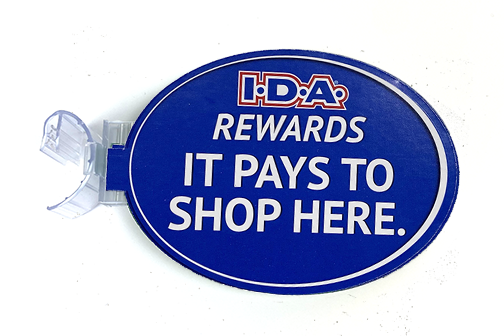 I·D·A·
REWARDS
IT PAYS TO
SHOP HERE.